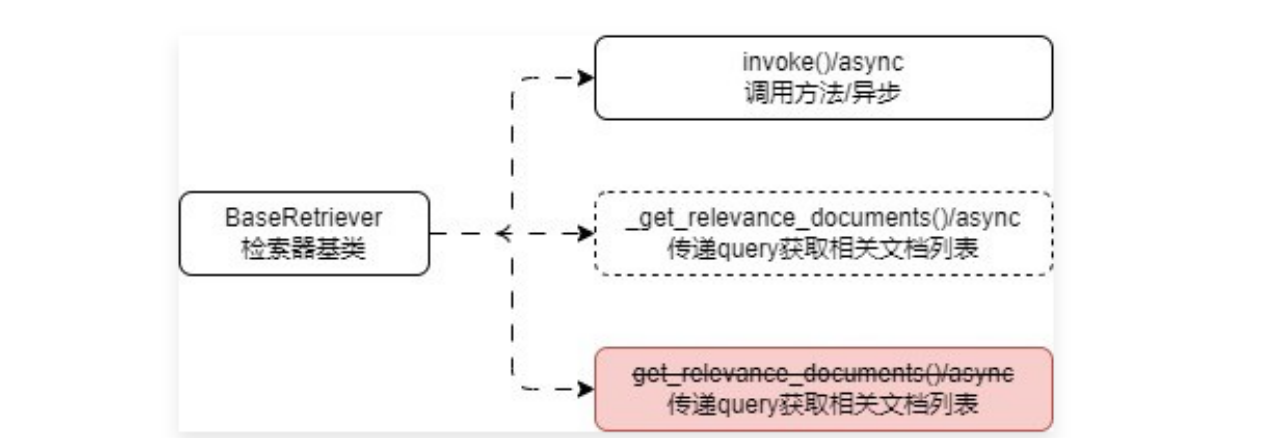 invoke()/async
调用方法/异步
BaseRetriever
检索器基类
_get_relevance_documents()/async
传递query获取相关文档列表
get_relevance_documents()/async
传递query获取相关文档列表